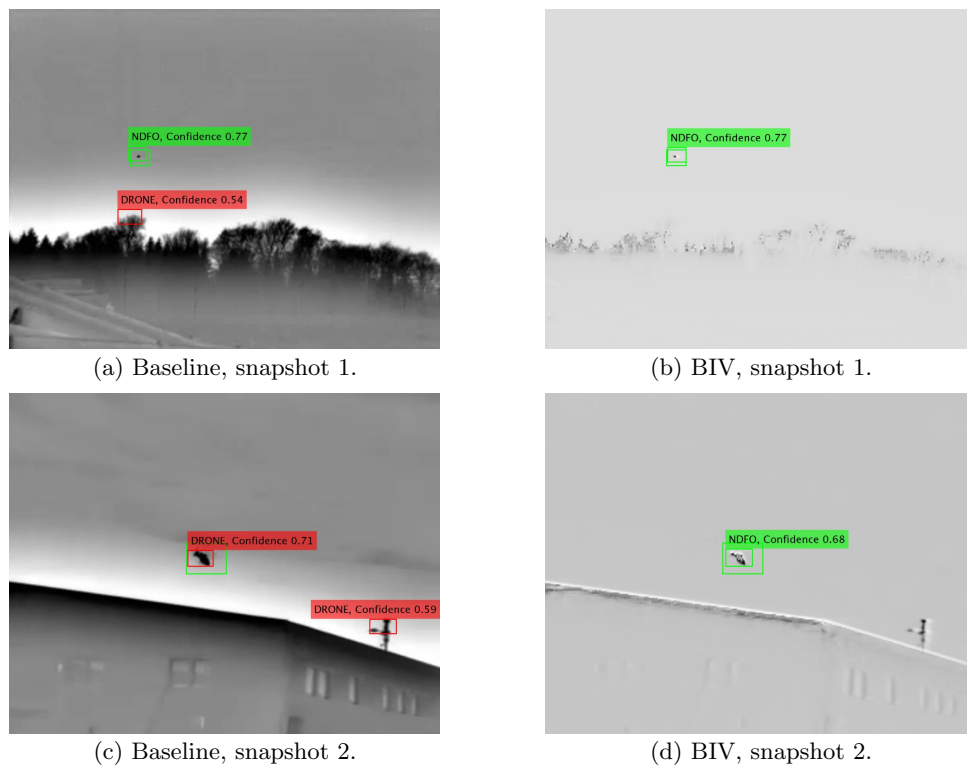 NDFO, Confidence 0.77
DRONE, Confidence 0.54
(a) Baseline, snapshot 1.
NDFO, Confidence 0.77
(b) BIV, snapshot 1.
DRONE, Confidence 0.71
DRONE, Confidence 0.59
(c) Baseline, snapshot 2.
NDFO, Confidence 0.68
(d) BIV, snapshot 2.